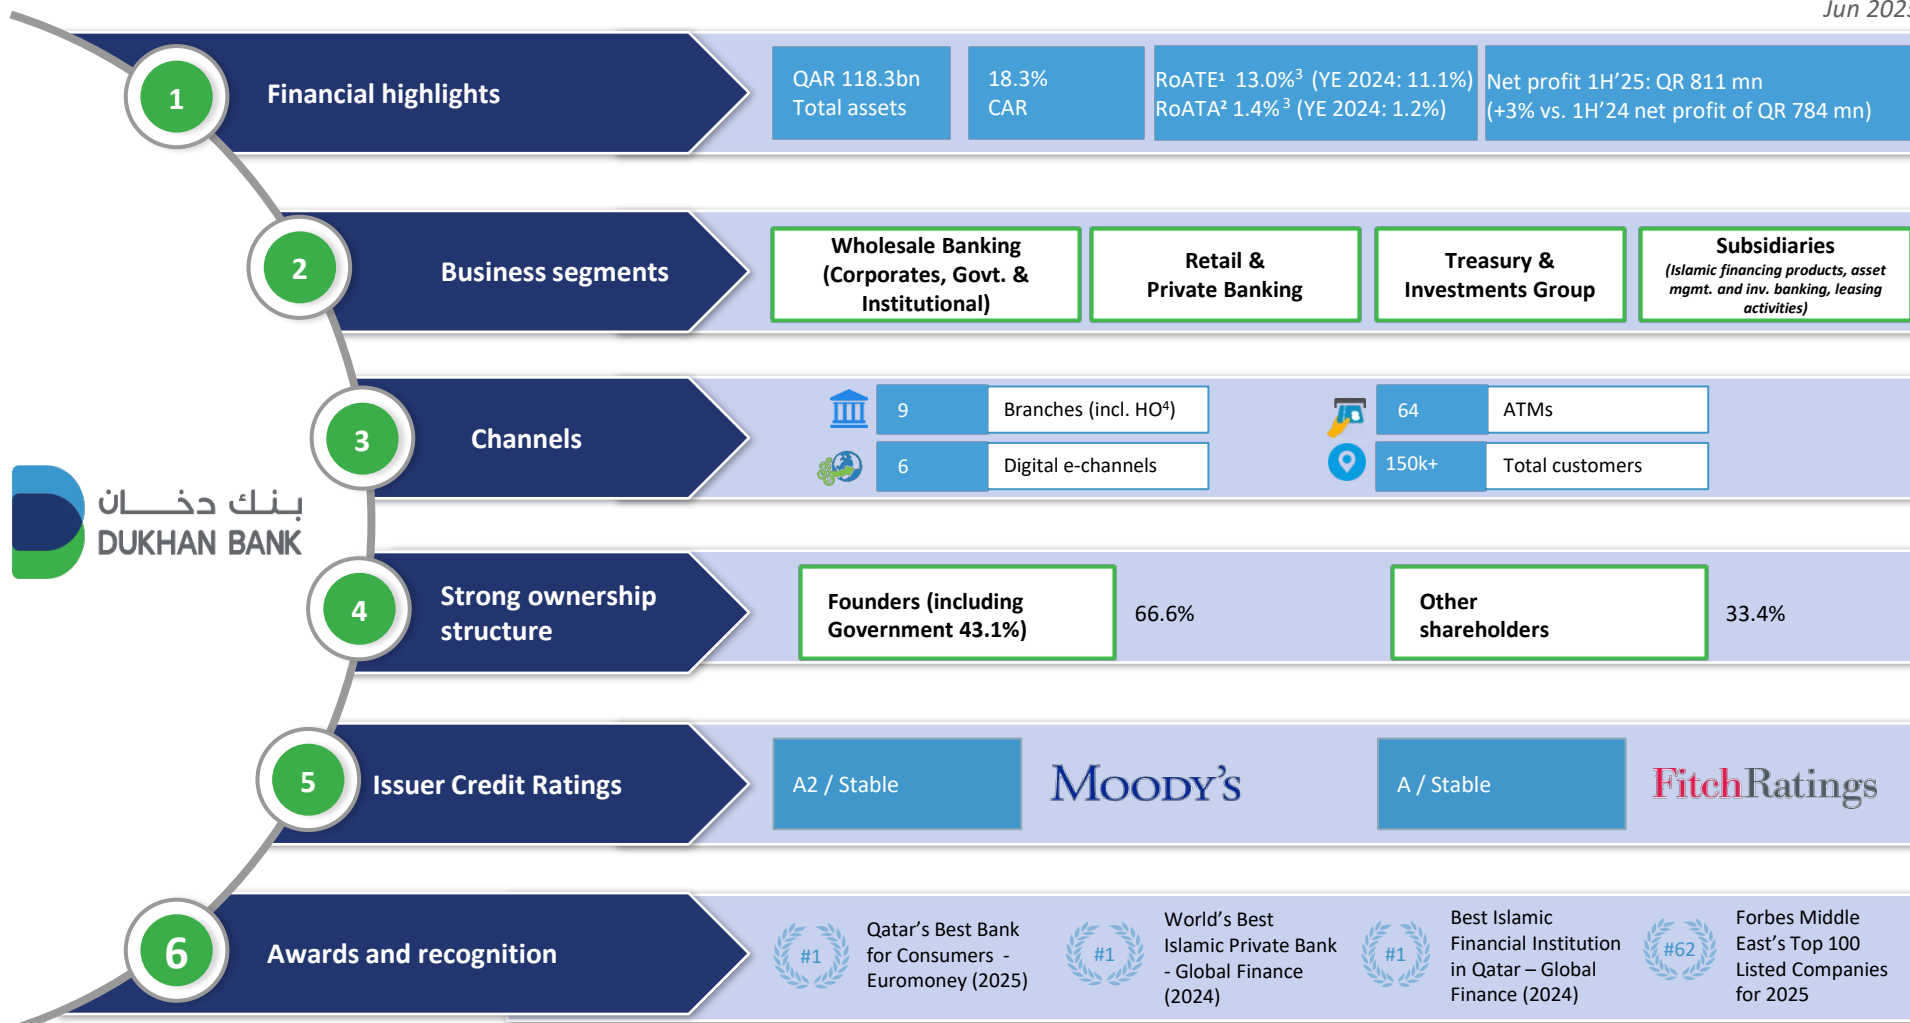 Jun 2025
1
Financial highlights
QAR 118.3bn
Total assets
18.3%
CAR
RoATE¹ 13.0%³ (YE 2024: 11.1%)
RoATA² 1.4%³ (YE 2024: 1.2%)
Net profit 1H’25: QR 811 mn
(+3% vs. 1H’24 net profit of QR 784 mn)
2
Business segments
Wholesale Banking
(Corporates, Govt. &
Institutional)
Retail &
Private Banking
Treasury &
Investments Group
Subsidiaries
(Islamic financing products, asset
mgmt. and inv. banking, leasing
activities)
3
Channels
9
Branches (incl. HO⁴)
64
ATMs
6
Digital e-channels
150k+
Total customers
بنك دخان
DUKHAN BANK
4
Strong ownership
structure
Founders (including
Government 43.1%)
66.6%
Other
shareholders
33.4%
5
Issuer Credit Ratings
A2 / Stable
MOODY’S
A / Stable
FitchRatings
6
Awards and recognition
#1
Qatar’s Best Bank
for Consumers -
Euromoney (2025)
#1
World’s Best
Islamic Private Bank
- Global Finance
(2024)
#1
Best Islamic
Financial Institution
in Qatar – Global
Finance (2024)
#62
Forbes Middle
East’s Top 100
Listed Companies
for 2025